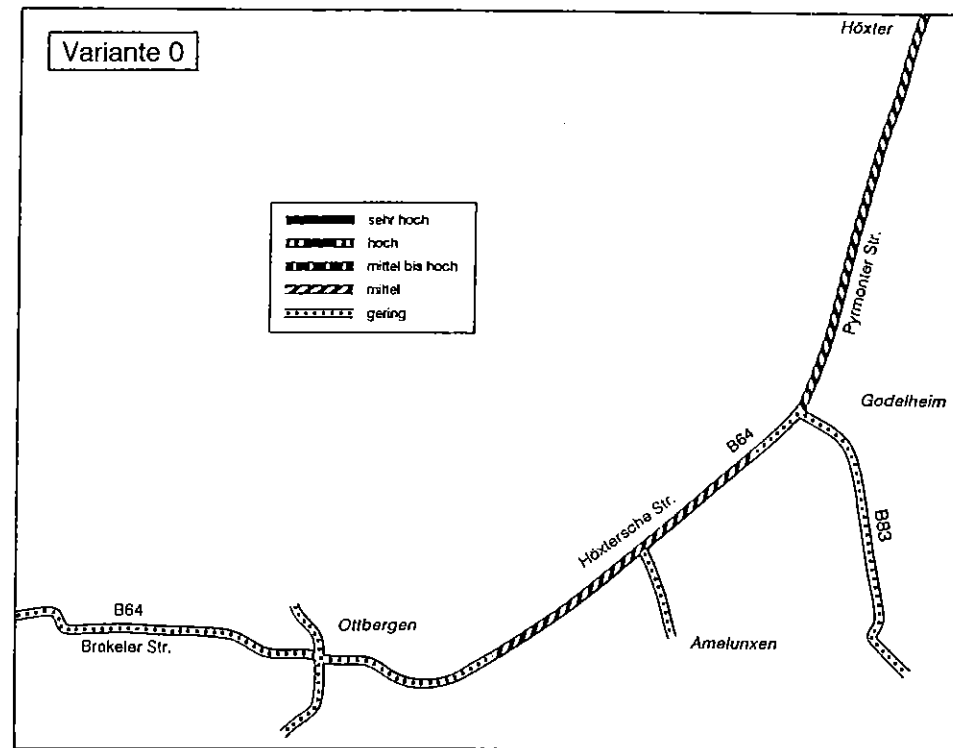 Höxter
Variante 0
sehr hoch
hoch
mittel bis hoch
mittel
gering
Pyrmonter Str.
Godelheim
B64
Höxtersche Str.
B83
B64
Brakeler Str.
Ottbergen
Amelunxen